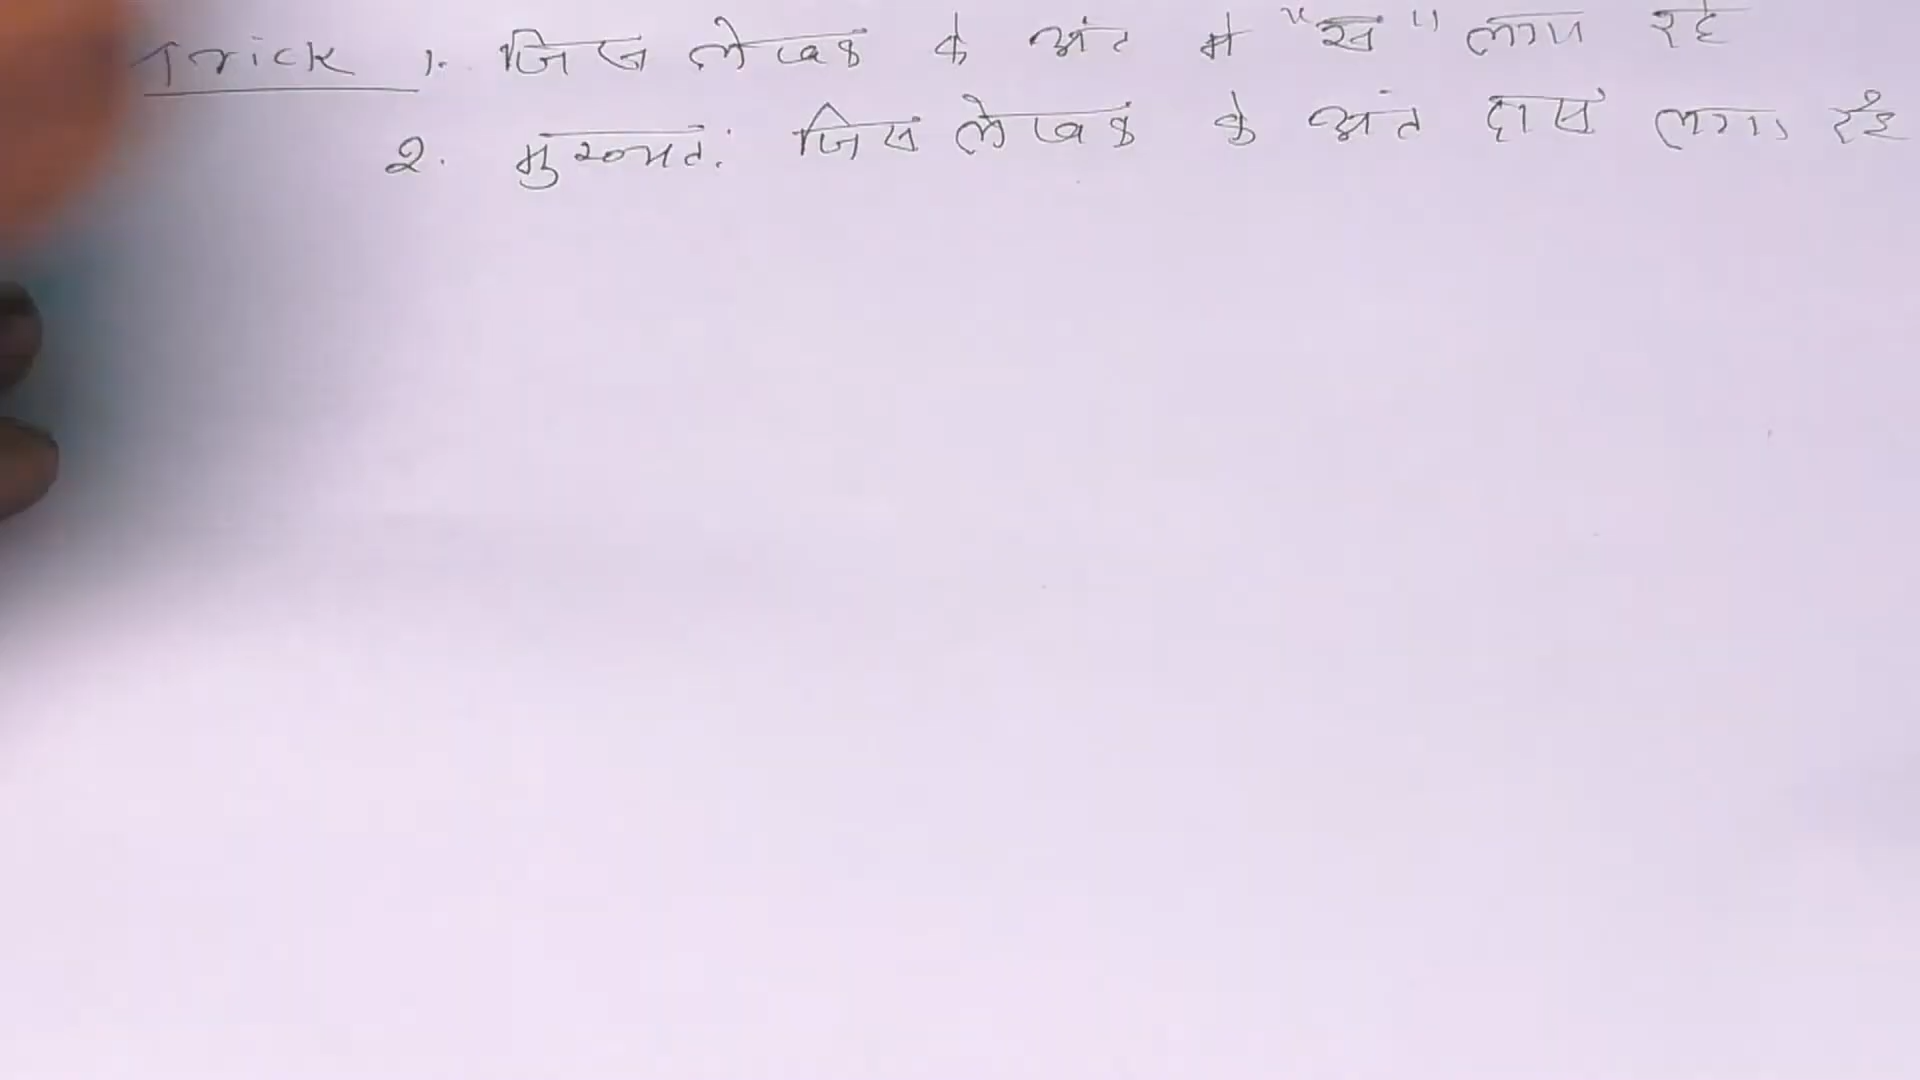 Trick 1. जिस लेखक के अंत में "स" लगा रहे
2. मुख्यतः जिस लेखक के अंत दास लगा रहे